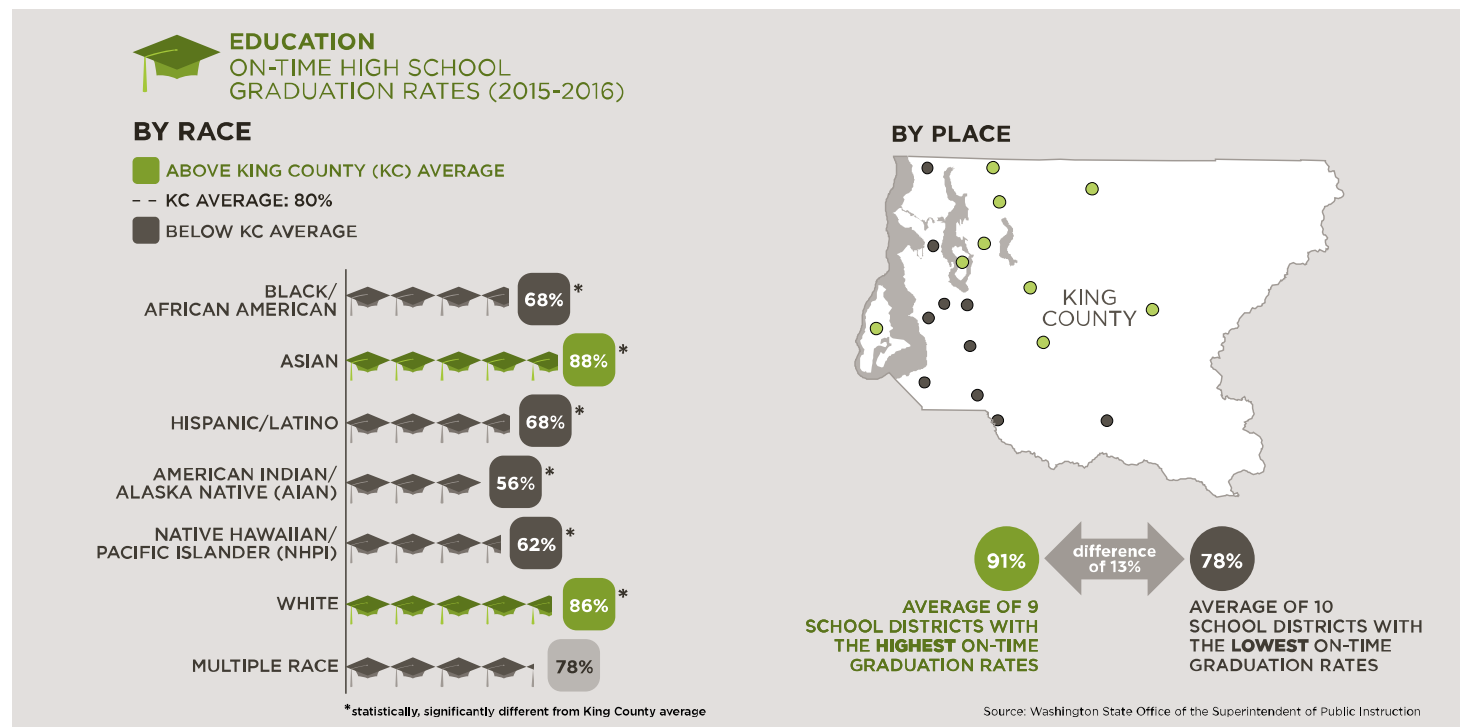 EDUCATION
ON-TIME HIGH SCHOOL
GRADUATION RATES (2015-2016)
BY RACE
ABOVE KING COUNTY (KC) AVERAGE
-- KC AVERAGE: 80%
BELOW KC AVERAGE
BLACK/
AFRICAN AMERICAN
68% *
ASIAN
88% *
HISPANIC/LATINO
68% *
AMERICAN INDIAN/
ALASKA NATIVE (AIAN)
56% *
NATIVE HAWAIIAN/
PACIFIC ISLANDER (NHPI)
62% *
WHITE
86% *
MULTIPLE RACE
78%
*statistically, significantly different from King County average
BY PLACE
KING
COUNTY
91%
difference
of 13%
78%
AVERAGE OF 9
SCHOOL DISTRICTS WITH
THE HIGHEST ON-TIME
GRADUATION RATES
AVERAGE OF 10
SCHOOL DISTRICTS WITH
THE LOWEST ON-TIME
GRADUATION RATES
Source: Washington State Office of the Superintendent of Public Instruction